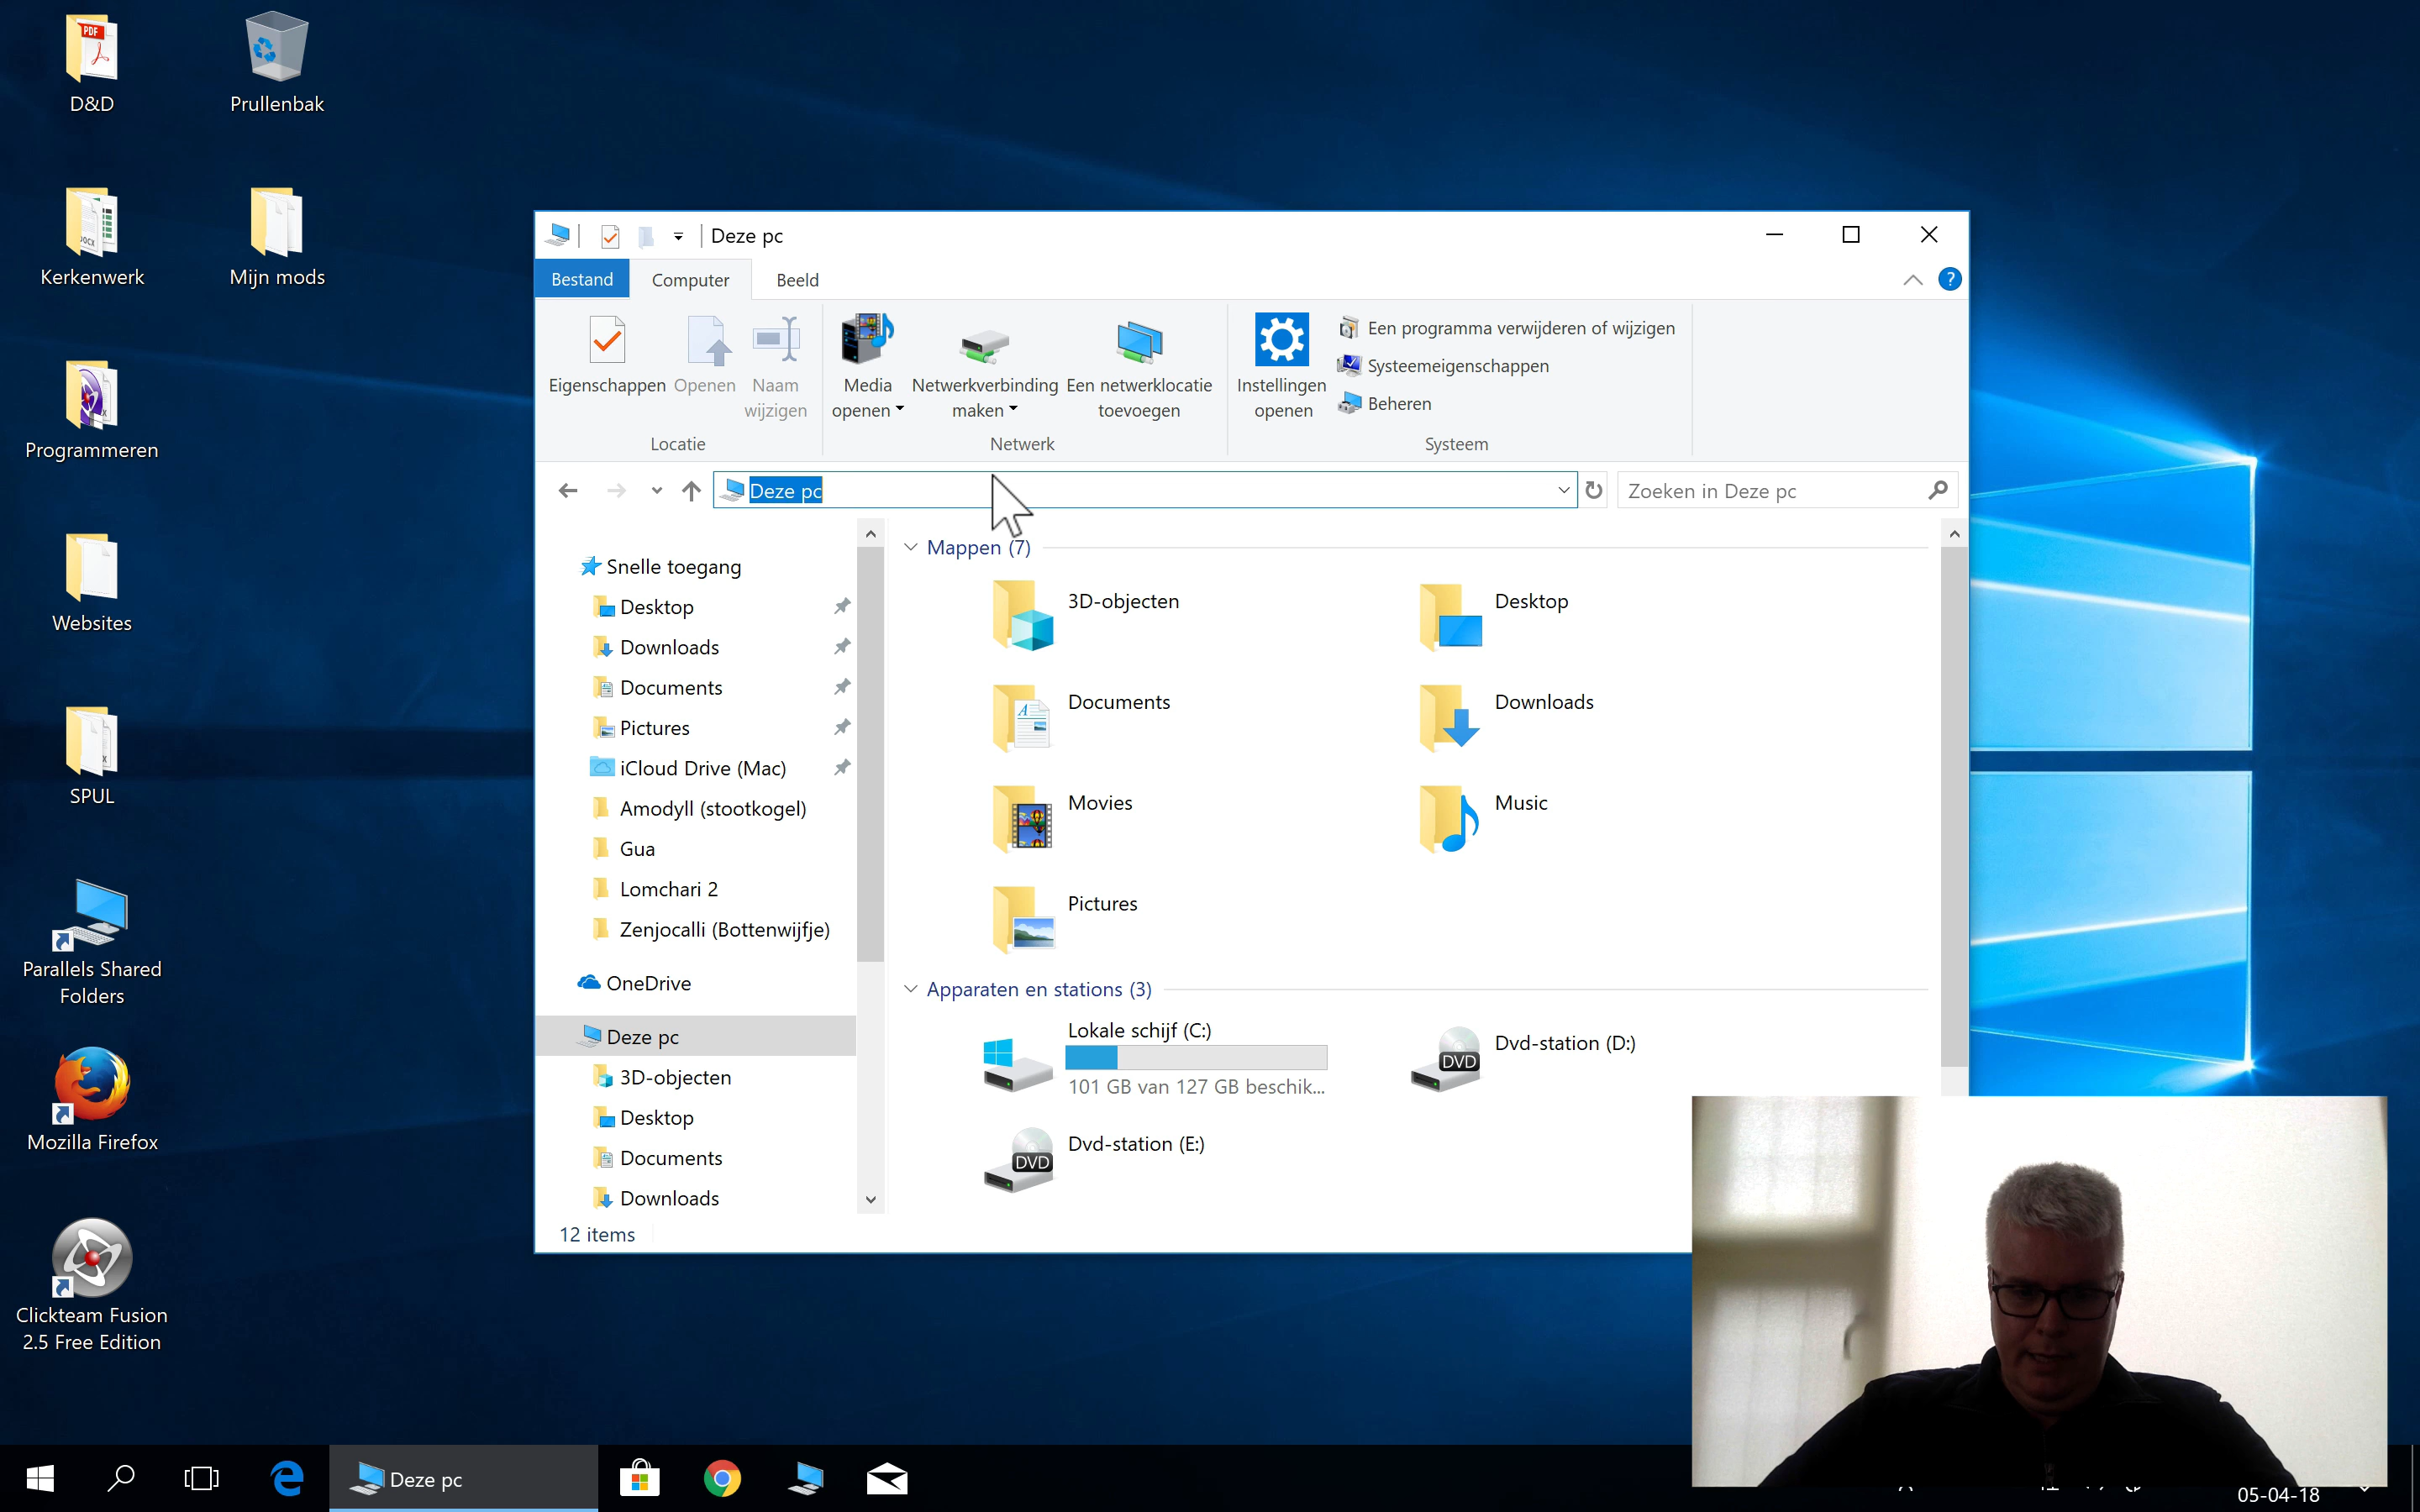 D&D
Prullenbak
Kerkenwerk
Mijn mods
Programmeren
Websites
SPUL
Parallels Shared
Folders
Mozilla Firefox
Clickteam Fusion
2.5 Free Edition
Deze pc
Bestand
Computer
Beeld
?
Eigenschappen
Openen
Naam
wijzigen
Locatie
Media
openen
Netwerkverbinding
maken
Een netwerklocatie
toevoegen
Netwerk
Instellingen
openen
Een programma verwijderen of wijzigen
Systeemeigenschappen
Beheren
Systeem
Deze pc
Zoeken in Deze pc
Snelle toegang
Desktop
Downloads
Documents
Pictures
iCloud Drive (Mac)
Amodyll (stootkogel)
Gua
Lomchari 2
Zenjocalli (Bottenwijfje)
OneDrive
Deze pc
3D-objecten
Desktop
Documents
Downloads
Mappen (7)
3D-objecten
Desktop
Documents
Downloads
Movies
Music
Pictures
Apparaten en stations (3)
Lokale schijf (C:)
101 GB van 127 GB beschik...
DVD
Dvd-station (D:)
DVD
Dvd-station (E:)
12 items
Deze pc
05-04-18